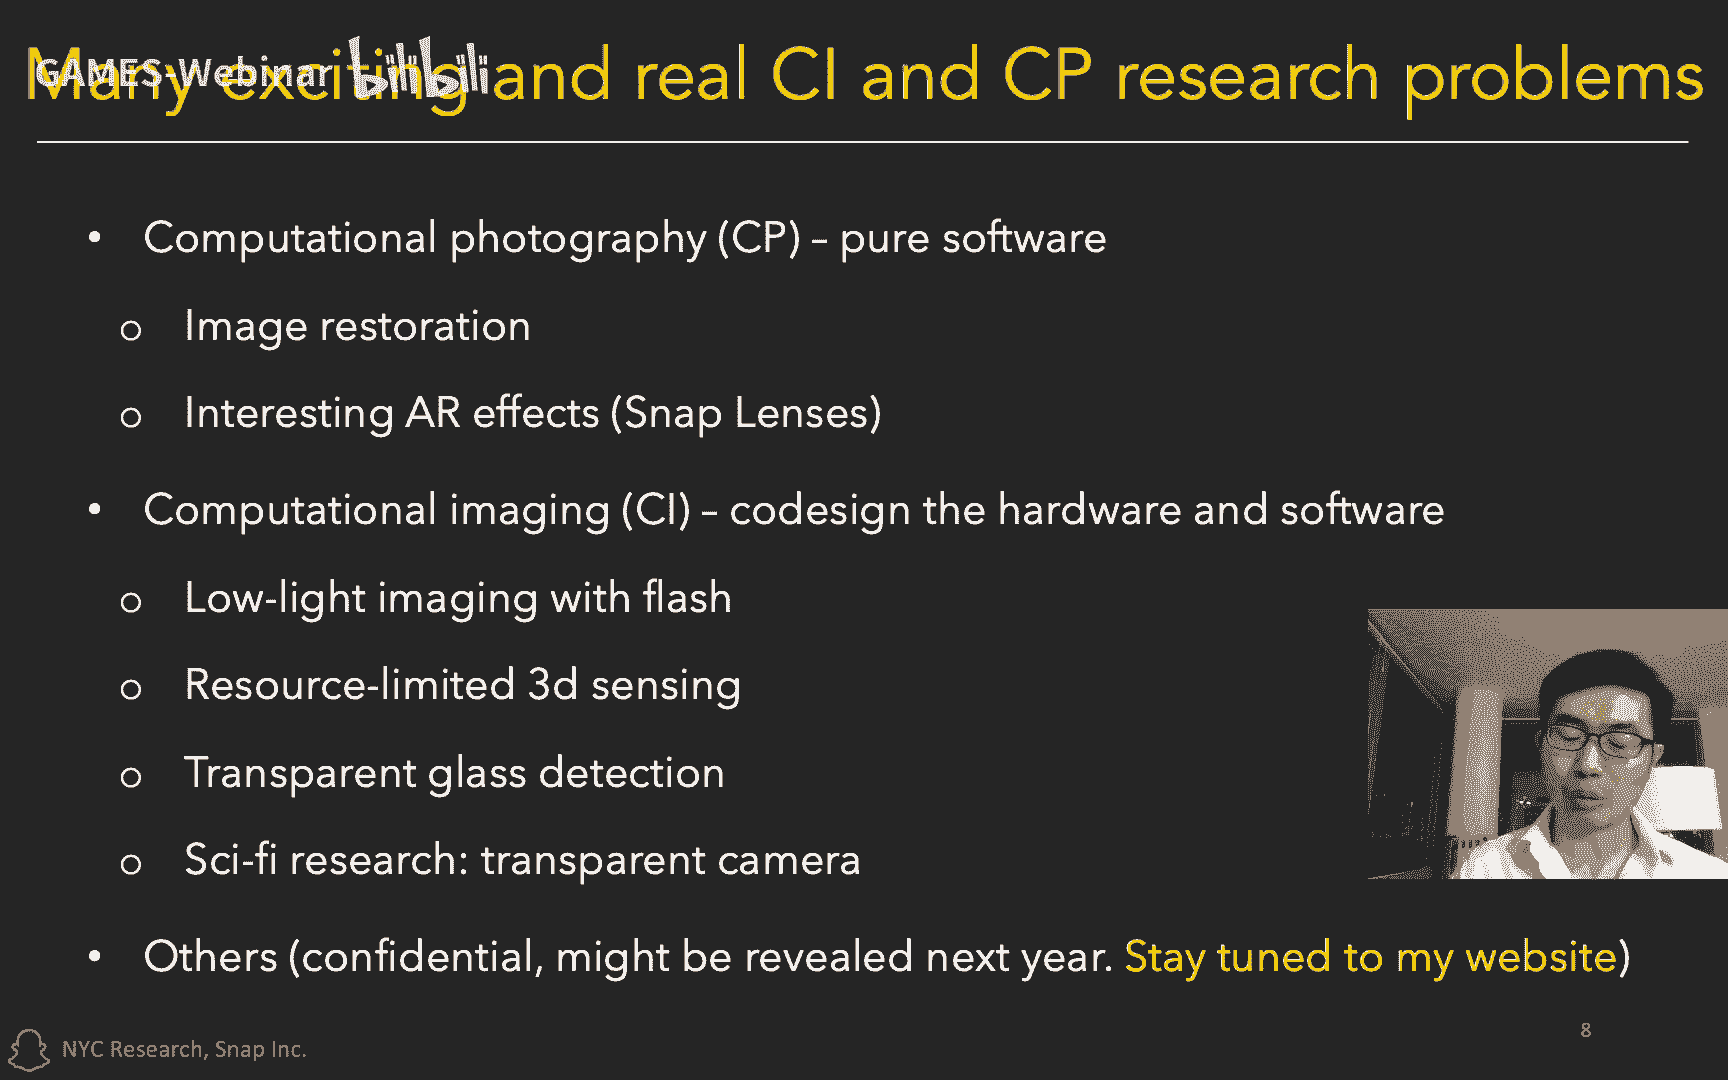 Many exciting and real CI and CP research problems
GAMES-Webinar bilibili
• Computational photography (CP) – pure software
o Image restoration
o Interesting AR effects (Snap Lenses)
• Computational imaging (CI) – codesign the hardware and software
o Low-light imaging with flash
o Resource-limited 3d sensing
o Transparent glass detection
o Sci-fi research: transparent camera
• Others (confidential, might be revealed next year. Stay tuned to my website)
8
NYC Research, Snap Inc.